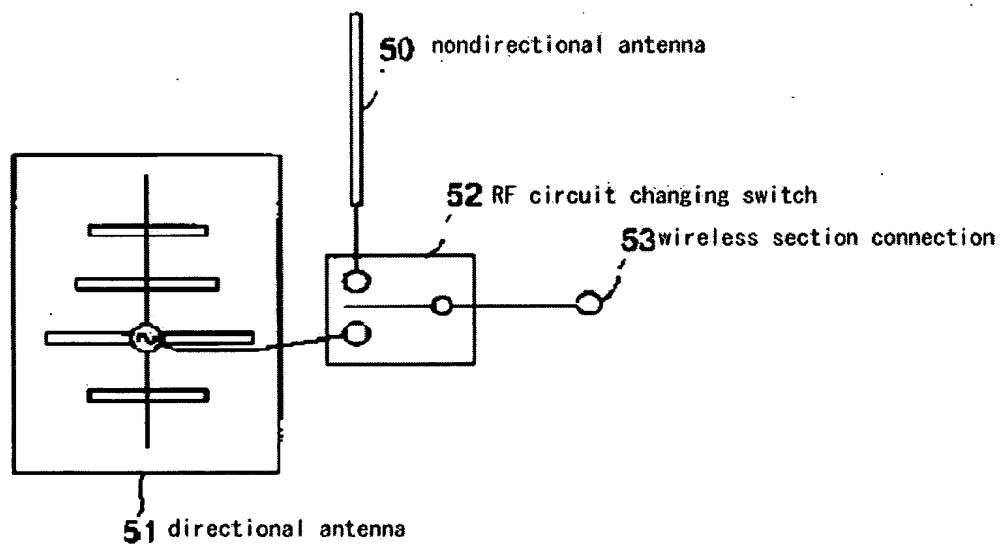 50 nondirectional antenna
52 RF circuit changing switch
53 wireless section connection
51 directional antenna